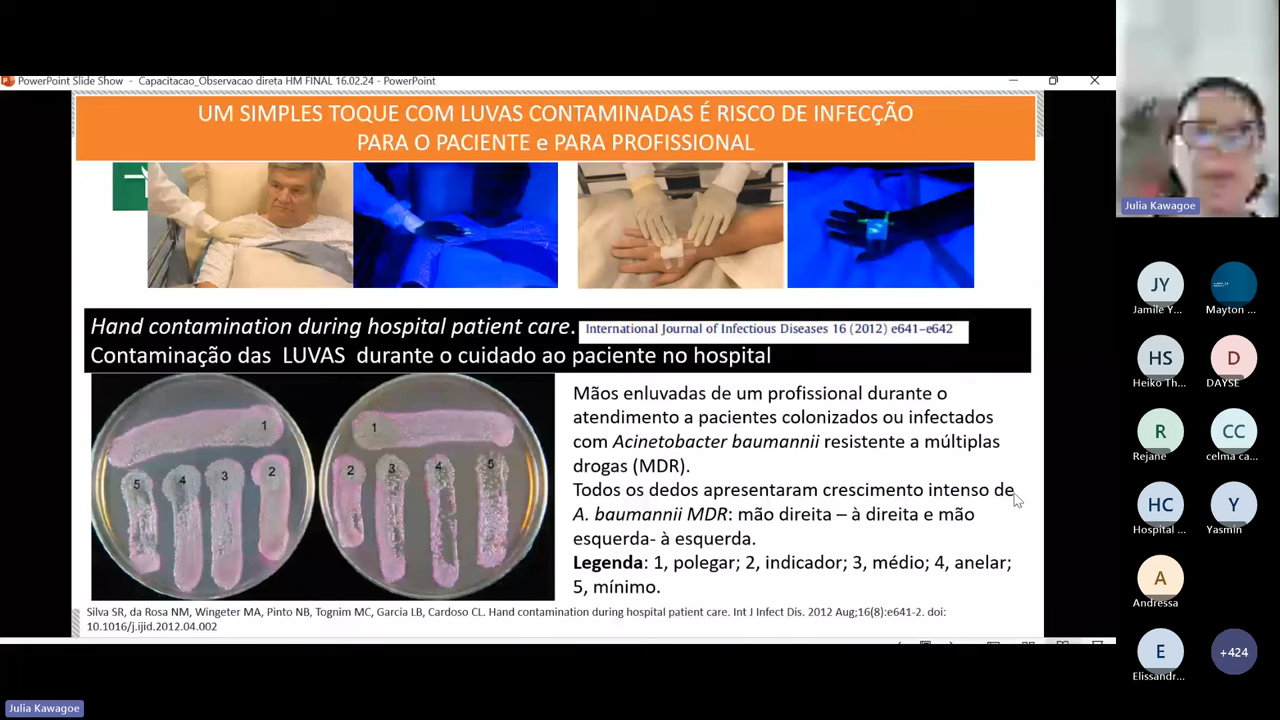 PowerPoint Slide Show - Capacitacao_Observacao direta HM FINAL 16.02.24 - PowerPoint
UM SIMPLES TOQUE COM LUVAS CONTAMINADAS É RISCO DE INFECÇÃO
PARA O PACIENTE e PARA PROFISSIONAL
Hand contamination during hospital patient care. International Journal of Infectious Diseases 16 (2012) e641–e642
Contaminação das LUVAS durante o cuidado ao paciente no hospital
1
5
4
3
2
1
2
3
4
5
Mãos enluvadas de um profissional durante o
atendimento a pacientes colonizados ou infectados
com Acinetobacter baumannii resistente a múltiplas
drogas (MDR).
Todos os dedos apresentaram crescimento intenso de
A. baumannii MDR: mão direita – à direita e mão
esquerda- à esquerda.
Legenda: 1, polegar; 2, indicador; 3, médio; 4, anelar;
5, mínimo.
Silva SR, da Rosa NM, Wingeter MA, Pinto NB, Tognim MC, Garcia LB, Cardoso CL. Hand contamination during hospital patient care. Int J Infect Dis. 2012 Aug;16(8):e641-2. doi:
10.1016/j.ijid.2012.04.002
Julia Kawagoe
JY
Jamile Y...
Mayton ...
HS
Heiko Th...
D
DAYSE
R
Rejane
CC
celma ca...
HC
Hospital ...
Y
Yasmin
A
Andressa
E
Elissandr...
+424
Julia Kawagoe